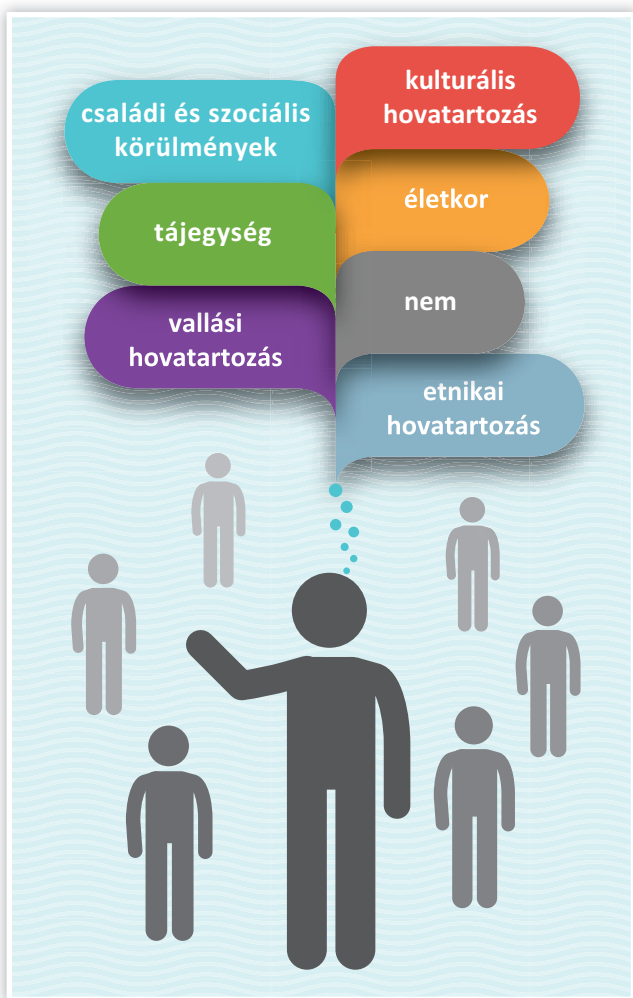 családi és szociális
körülmények
kulturális
hovatartozás
tájegység
életkor
vallási
hovatartozás
nem
etnikai
hovatartozás